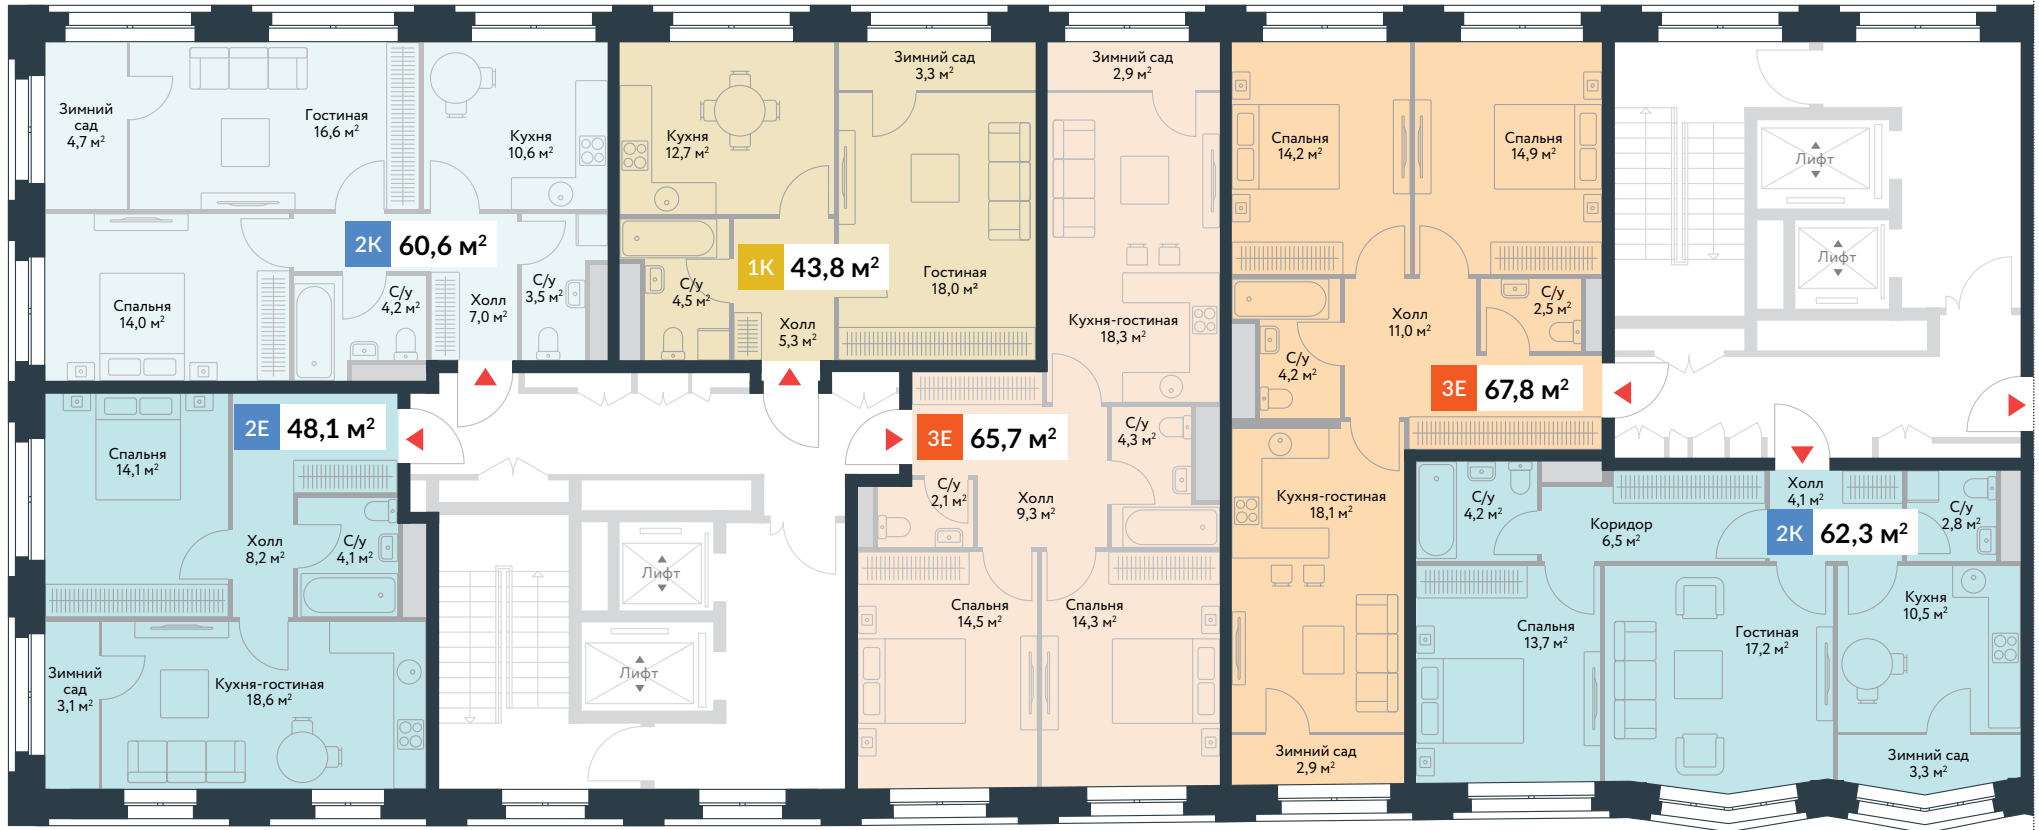 Зимний
сад
4,7 м²
Гостиная
16,6 м²
Кухня
10,6 м²
2К 60,6 м²
Спальня
14,0 м²
С/у
4,2 м²
Холл
7,0 м²
С/у
3,5 м²
Кухня
12,7 м²
Зимний сад
3,3 м²
1К 43,8 м²
С/у
4,5 м²
Холл
5,3 м²
Гостиная
18,0 м²
Зимний сад
2,9 м²
Кухня-гостиная
18,3 м²
3Е 65,7 м²
С/у
4,3 м²
С/у
2,1 м²
Холл
9,3 м²
Спальня
14,5 м²
Спальня
14,3 м²
Спальня
14,2 м²
Спальня
14,9 м²
Холл
11,0 м²
С/у
2,5 м²
С/у
4,2 м²
3Е 67,8 м²
Кухня-гостиная
18,1 м²
Зимний сад
2,9 м²
Лифт
Лифт
2Е 48,1 м²
Спальня
14,1 м²
Холл
8,2 м²
С/у
4,1 м²
Зимний
сад
3,1 м²
Кухня-гостиная
18,6 м²
Лифт
Лифт
С/у
4,2 м²
Коридор
6,5 м²
Холл
4,1 м²
2К 62,3 м²
С/у
2,8 м²
Спальня
13,7 м²
Гостиная
17,2 м²
Кухня
10,5 м²
Зимний сад
3,3 м²